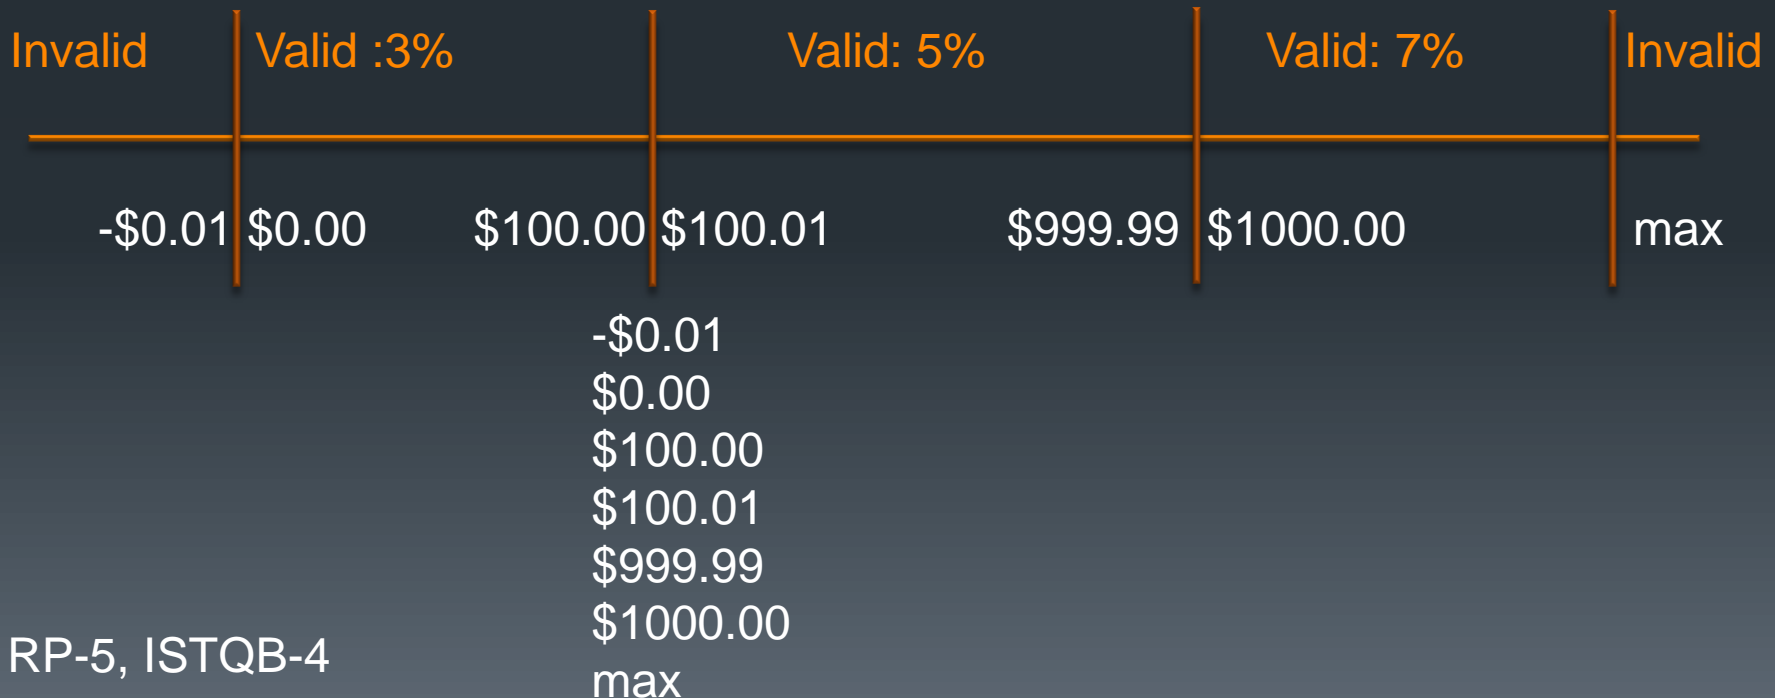 Invalid Valid :3% Valid: 5% Valid: 7% Invalid
-$0.01 $0.00 $100.00 $100.01 $999.99 $1000.00 max
-$0.01
$0.00
$100.00
$100.01
$999.99
$1000.00
max
RP-5, ISTQB-4